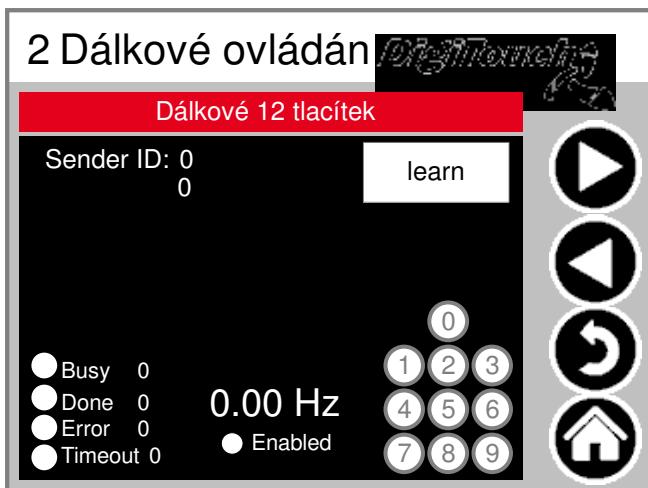 2 Dálkové ovládán
DigiTouch
Dálkové 12 tlacítek
Sender ID: 0
0
learn
0
Busy 0
1 2 3
Done 0
0.00 Hz
4 5 6
Error 0
Enabled
Timeout 0
7 8 9